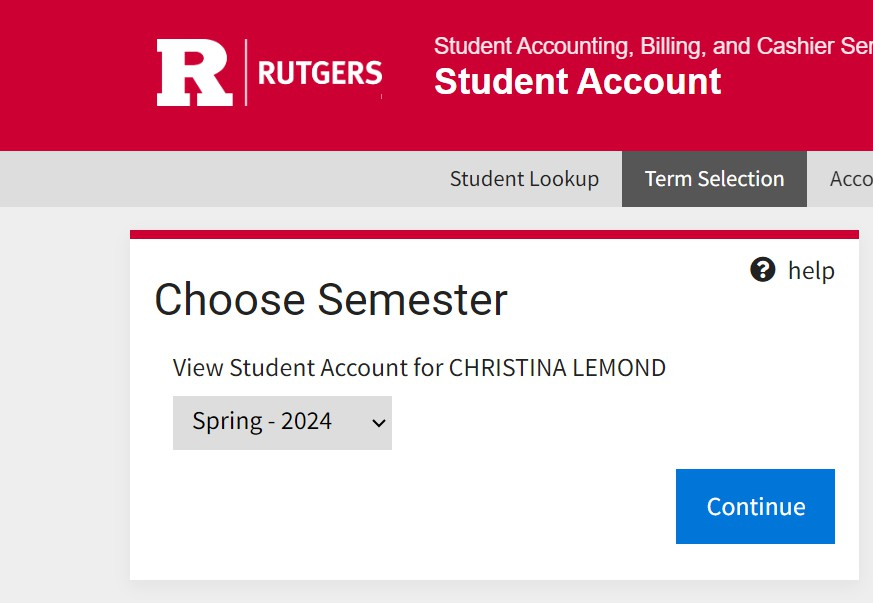 R RUTGERS
Student Accounting, Billing, and Cashier Ser
Student Account
Student Lookup Term Selection Acco
help
Choose Semester
View Student Account for CHRISTINA LEMOND
Spring - 2024
Continue